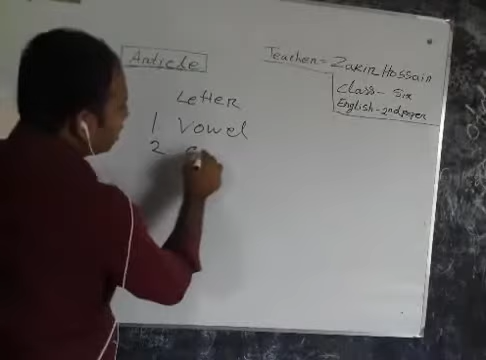 Article
Teacher = Zakir Hossain
Class - Six
English - 2nd paper
Letter
1 Vowel
2